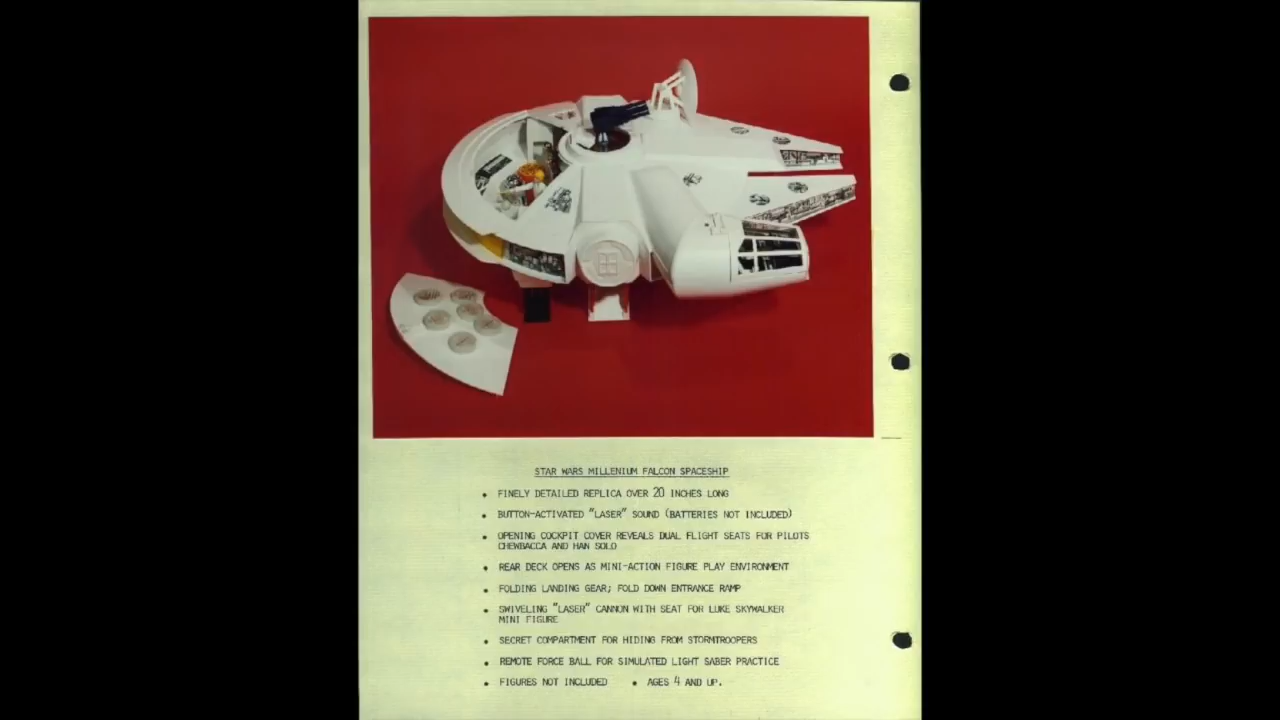 STAR WARS MILLENIUM FALCON SPACESHIP
• FINELY DETAILED REPLICA OVER 20 INCHES LONG
• BUTTON-ACTIVATED "LASER" SOUND (BATTERIES NOT INCLUDED)
• OPENING COCKPIT COVER REVEALS DUAL FLIGHT SEATS FOR PILOTS
CHEWBACCA AND HAN SOLO
• REAR DECK OPENS AS MINI-ACTION FIGURE PLAY ENVIRONMENT
• FOLDING LANDING GEAR; FOLD DOWN ENTRANCE RAMP
• SWIVELING "LASER" CANNON WITH SEAT FOR LUKE SKYWALKER
MINI FIGURE
• SECRET COMPARTMENT FOR HIDING FROM STORMTROOPERS
• REMOTE FORCE BALL FOR SIMULATED LIGHT SABER PRACTICE
• FIGURES NOT INCLUDED • AGES 4 AND UP.